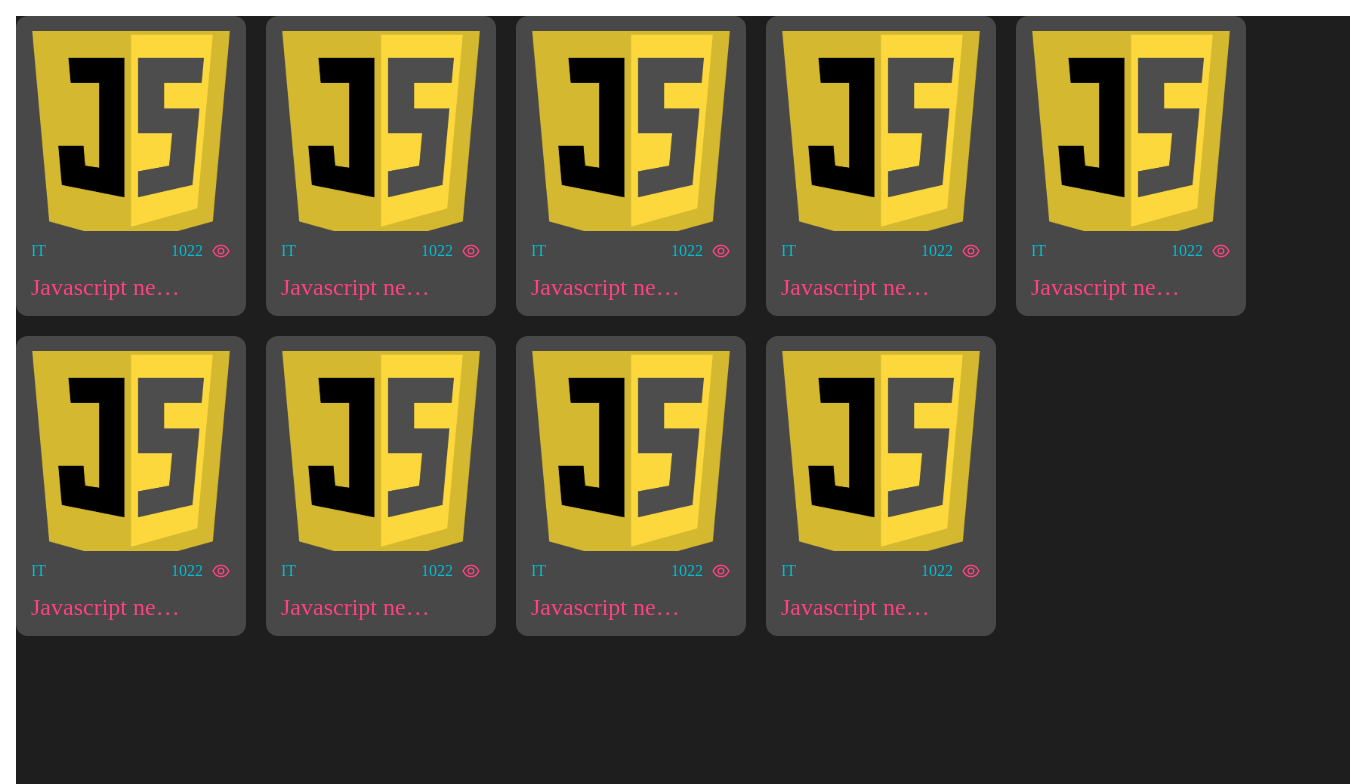 JS JS JS JS JS
IT 1022 IT 1022 IT 1022 IT 1022 IT 1022
Javascript ne… Javascript ne… Javascript ne… Javascript ne… Javascript ne…
JS JS JS JS
IT 1022 IT 1022 IT 1022 IT 1022
Javascript ne… Javascript ne… Javascript ne… Javascript ne…